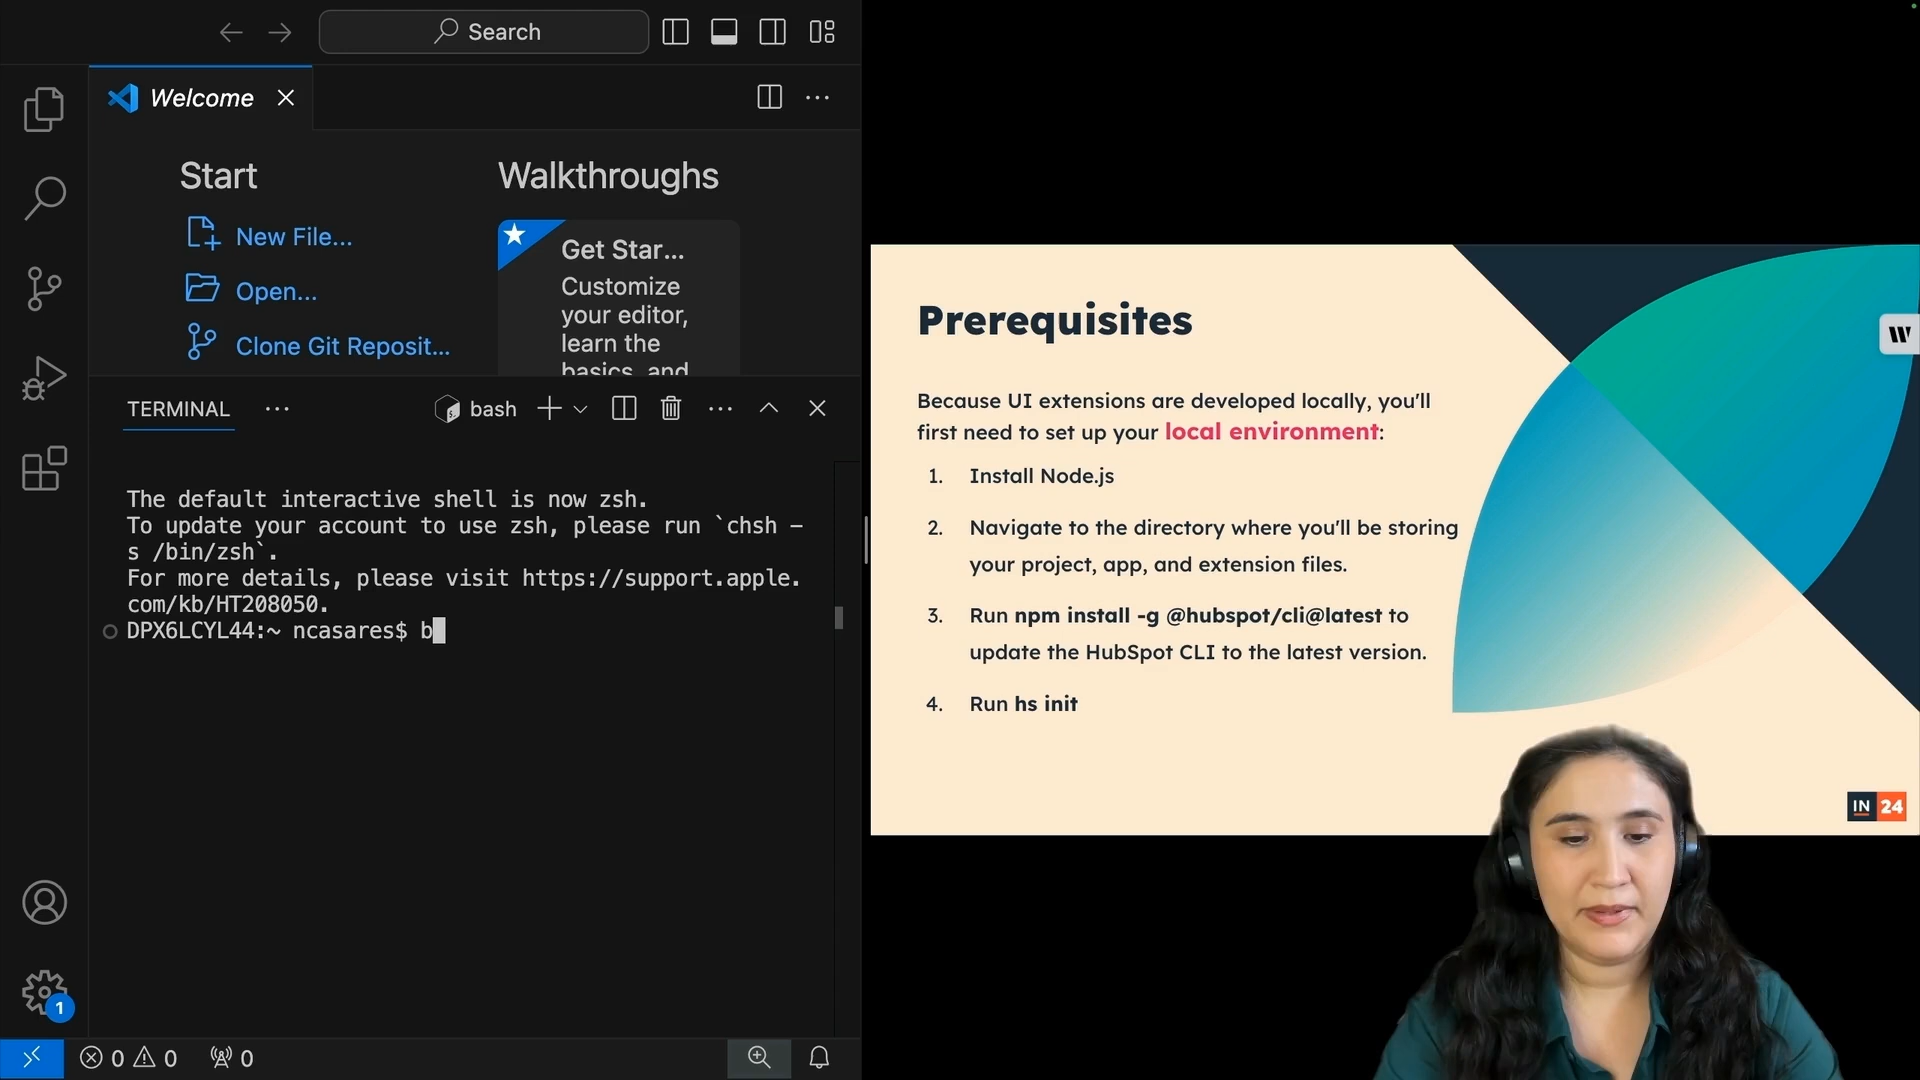 Search
Welcome
Start
Walkthroughs
New File...
Open...
Clone Git Reposit...
Get Star...
Customize
your editor,
learn the
basics, and
TERMINAL
bash
The default interactive shell is now zsh.
To update your account to use zsh, please run `chsh -
s /bin/zsh`.
For more details, please visit https://support.apple.
com/kb/HT208050.
DPX6LCYL44:~ ncasares$ b
1
0 0 0
Prerequisites
Because UI extensions are developed locally, you'll
first need to set up your local environment:
1. Install Node.js
2. Navigate to the directory where you'll be storing
your project, app, and extension files.
3. Run npm install -g @hubspot/cli@latest to
update the HubSpot CLI to the latest version.
4. Run hs init
W
IN 24